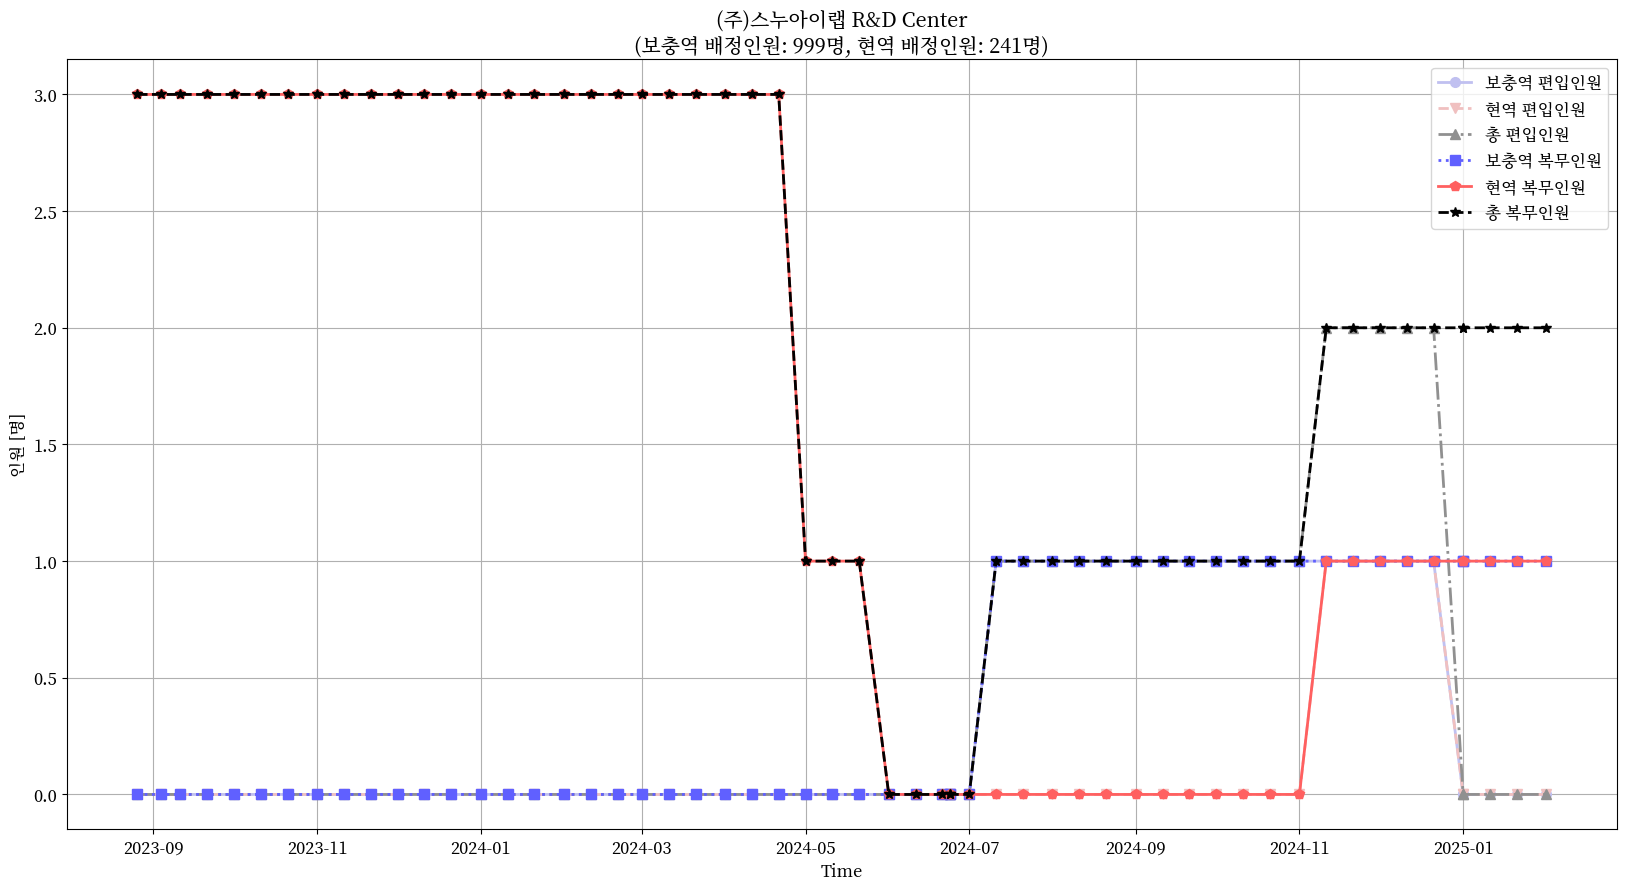 (주)스누아이랩 R&D Center
(보충역 배정인원: 999명, 현역 배정인원: 241명)
보충역 편입인원
현역 편입인원
총 편입인원
보충역 복무인원
현역 복무인원
총 복무인원
3.0
2.5
2.0
1.5
1.0
0.5
0.0
인원 [명]
2023-09 2023-11 2024-01 2024-03 2024-05 2024-07 2024-09 2024-11 2025-01
Time